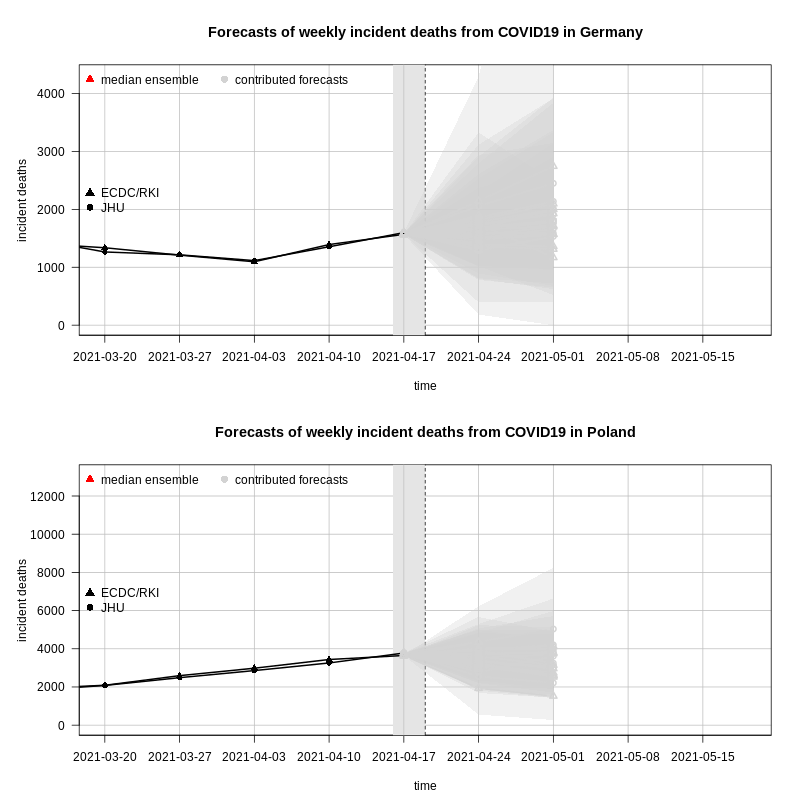 Forecasts of weekly incident deaths from COVID19 in Germany
median ensemble
contributed forecasts
4000
3000
ECDC/RKI
JHU
2000
1000
0
incident deaths
2021-03-20 2021-03-27 2021-04-03 2021-04-10 2021-04-17 2021-04-24 2021-05-01 2021-05-08 2021-05-15
time
Forecasts of weekly incident deaths from COVID19 in Poland
median ensemble
contributed forecasts
12000
10000
8000
ECDC/RKI
JHU
6000
4000
2000
0
incident deaths
2021-03-20 2021-03-27 2021-04-03 2021-04-10 2021-04-17 2021-04-24 2021-05-01 2021-05-08 2021-05-15
time